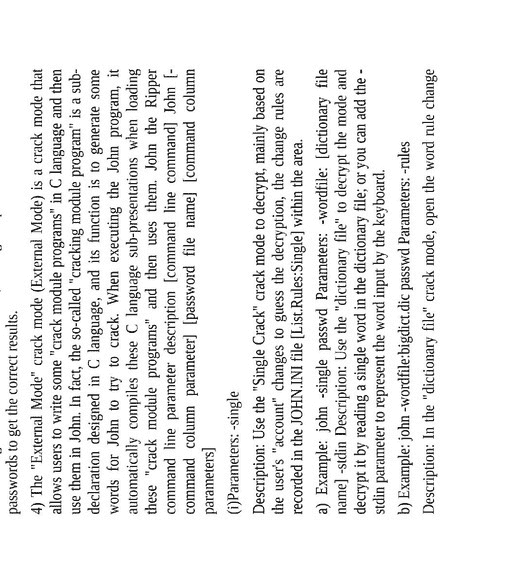 passwords to get the correct results.
4) The "External Mode" crack mode (External Mode) is a crack mode that
allows users to write some "crack module programs" in C language and then
use them in John. In fact, the so-called "cracking module program" is a sub-
declaration designed in C language, and its function is to generate some
words for John to try to crack. When executing the John program, it
automatically compiles these C language sub-presentations when loading
these "crack module programs" and then uses them. John the Ripper
command line parameter description [command line command] John [-
command column parameter] [password file name] [command column
parameters]
(i)Parameters: -single
Description: Use the "Single Crack" crack mode to decrypt, mainly based on
the user's "account" changes to guess the decryption, the change rules are
recorded in the JOHN.INI file [List.Rules:Single] within the area.
a) Example: john -single passwd Parameters: -wordfile: [dictionary file
name] -stdin Description: Use the "dictionary file" to decrypt the mode and
decrypt it by reading a single word in the dictionary file; or you can add the -
stdin parameter to represent the word input by the keyboard.
b) Example: john -wordfile:bigdict.dic passwd Parameters: -rules
Description: In the "dictionary file" crack mode, open the word rule change